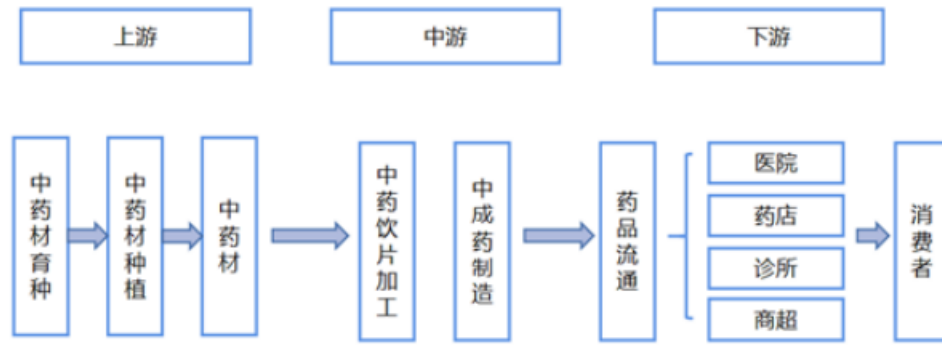 上游
中游
下游
中药材育种
中药材种植
中药材
中药饮片加工
中成药制造
药品流通
医院
药店
诊所
商超
消费者